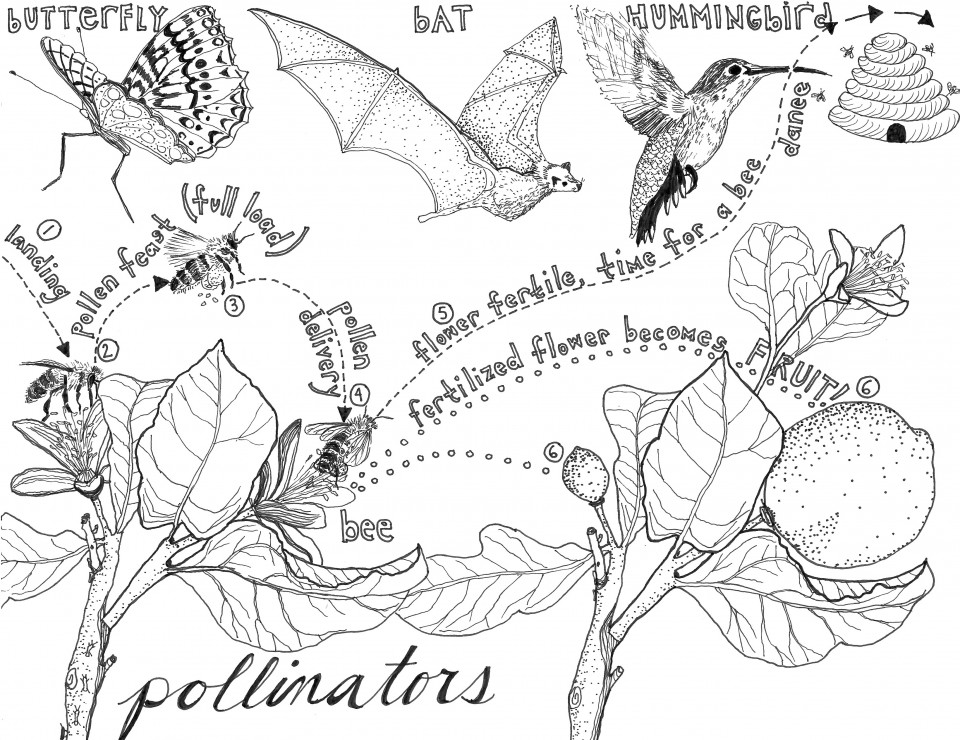 bUTTERFLY
bAT
HUMMINGbird
① landing
② pollen feast
(full load)
③
pollen
delivery
④
⑤
flower fertile, time for a bee danee
fertilized flower becomes FRUIT! ⑥
⑥
bee
pollinators